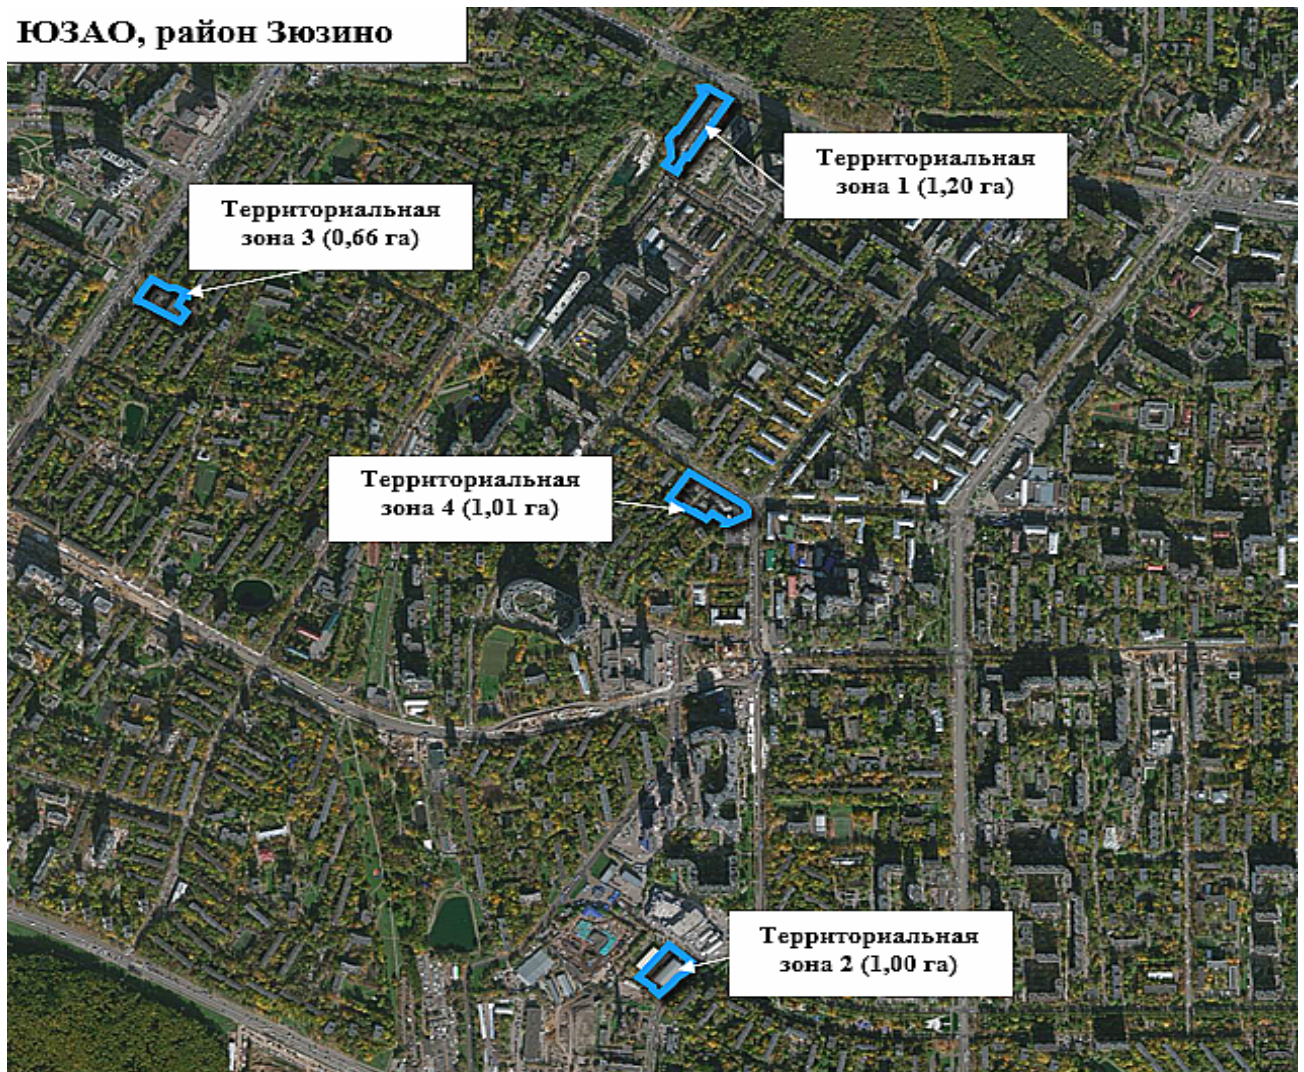 ЮЗАО, район Зюзино
Территориальная
зона 1 (1,20 га)
Территориальная
зона 3 (0,66 га)
Территориальная
зона 4 (1,01 га)
Территориальная
зона 2 (1,00 га)